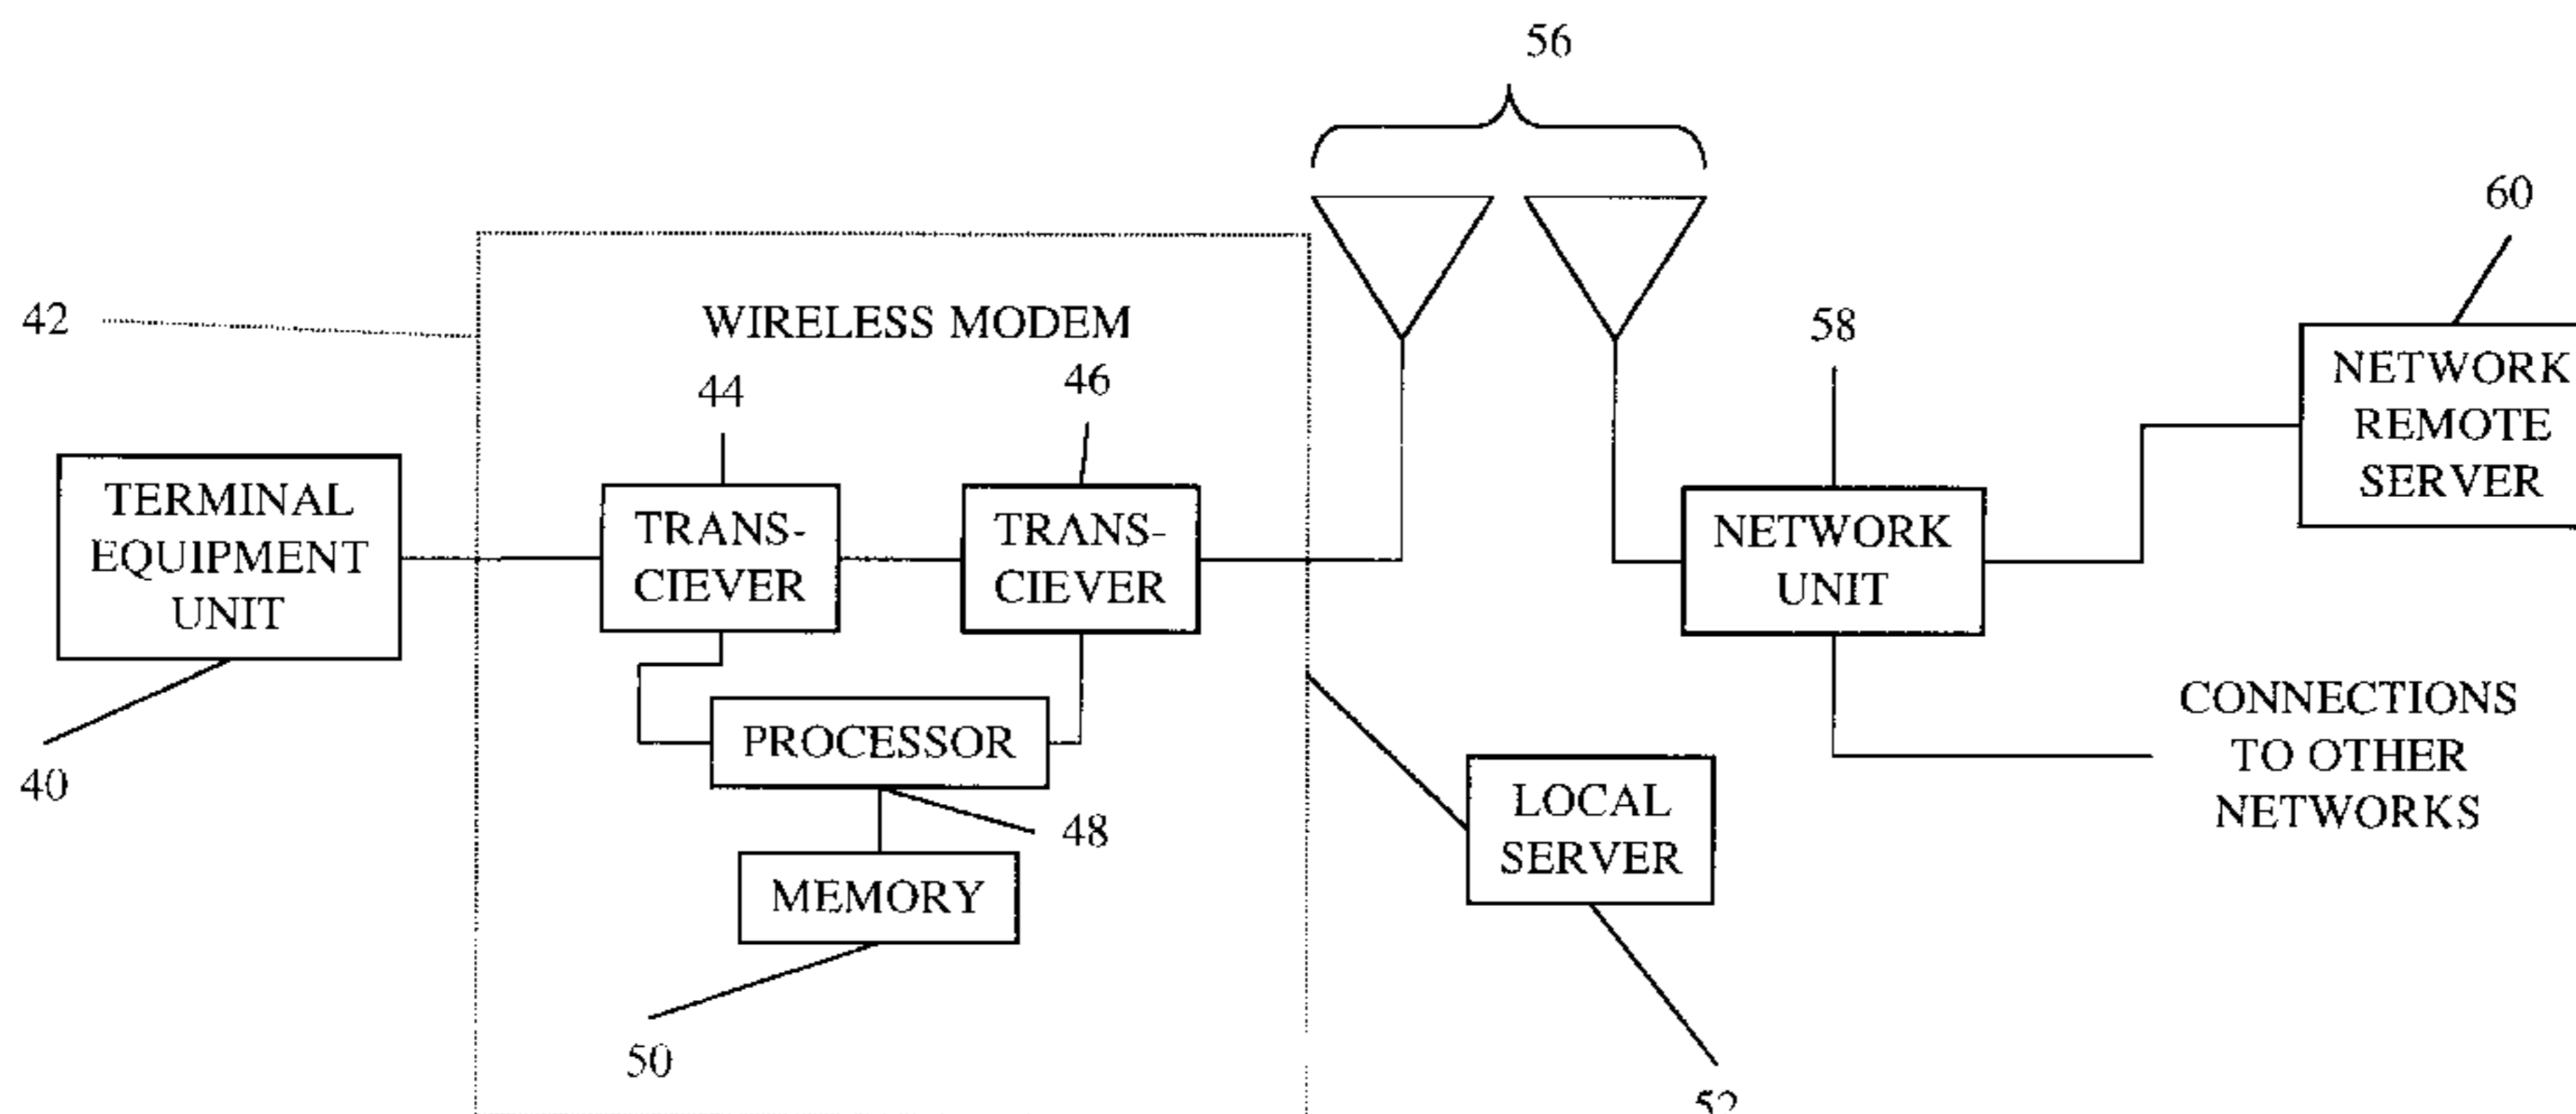 56
60
42
WIRELESS MODEM
58
44
46
NETWORK
REMOTE
SERVER
TERMINAL
EQUIPMENT
UNIT
TRANS-
CIEVER
TRANS-
CIEVER
NETWORK
UNIT
PROCESSOR
CONNECTIONS
TO OTHER
NETWORKS
40
48
LOCAL
SERVER
MEMORY
50
52